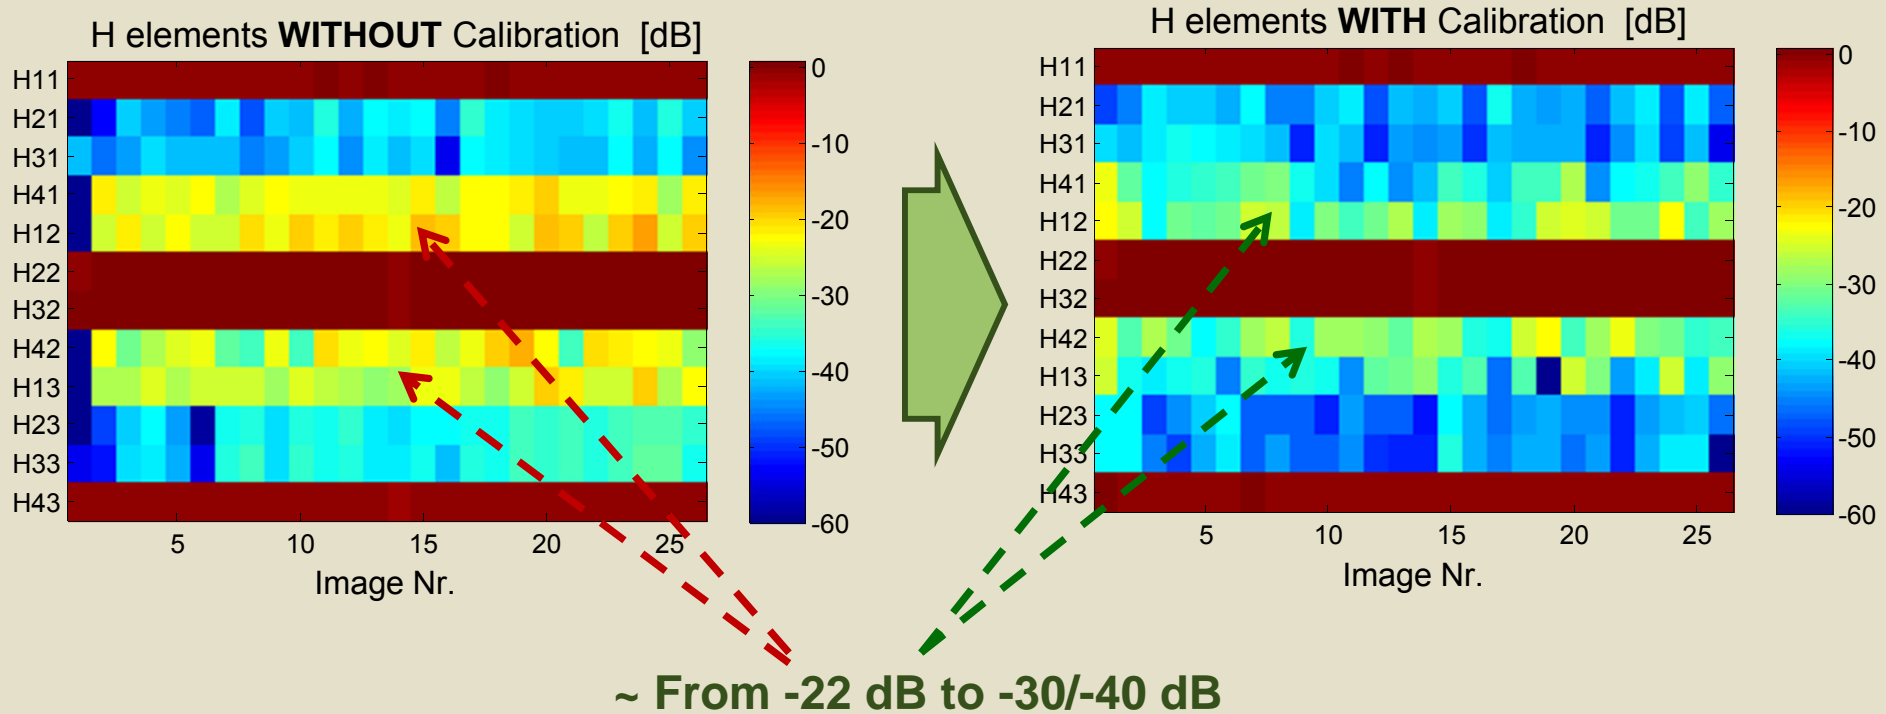 H elements WITHOUT Calibration [dB]
H11
H21
H31
H41
H12
H22
H32
H42
H13
H23
H33
H43
5 10 15 20 25
Image Nr.
0
-10
-20
-30
-40
-50
-60
H elements WITH Calibration [dB]
H11
H21
H31
H41
H12
H22
H32
H42
H13
H23
H33
H43
5 10 15 20 25
Image Nr.
0
-10
-20
-30
-40
-50
-60
~ From -22 dB to -30/-40 dB